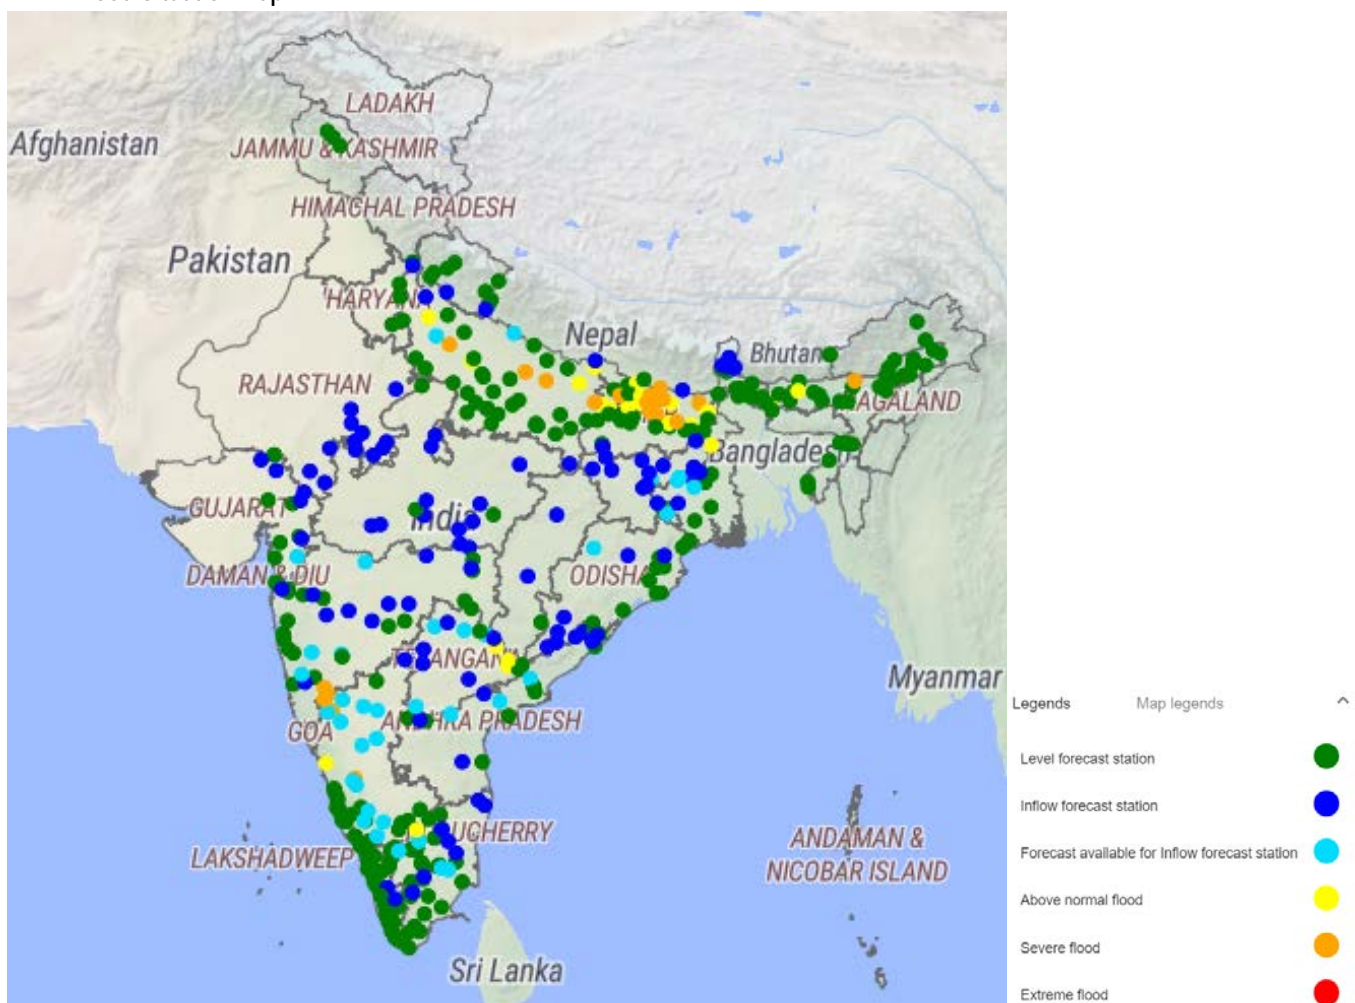 LADAKH
Afghanistan
JAMMU & KASHMIR
HIMACHAL PRADESH
Pakistan
HARYANA
Nepal
Bhutan
RAJASTHAN
NAGALAND
Bangladesh
GUJARAT
India
DAMAN & DIU
ODISHA
TELANGANA
Myanmar
GOA
ANDHRA PRADESH
UCHERRY
LAKSHADWEEP
ANDAMAN &
NICOBAR ISLAND
Sri Lanka
Legends Map legends
Level forecast station
Inflow forecast station
Forecast available for Inflow forecast station
Above normal flood
Severe flood
Extreme flood